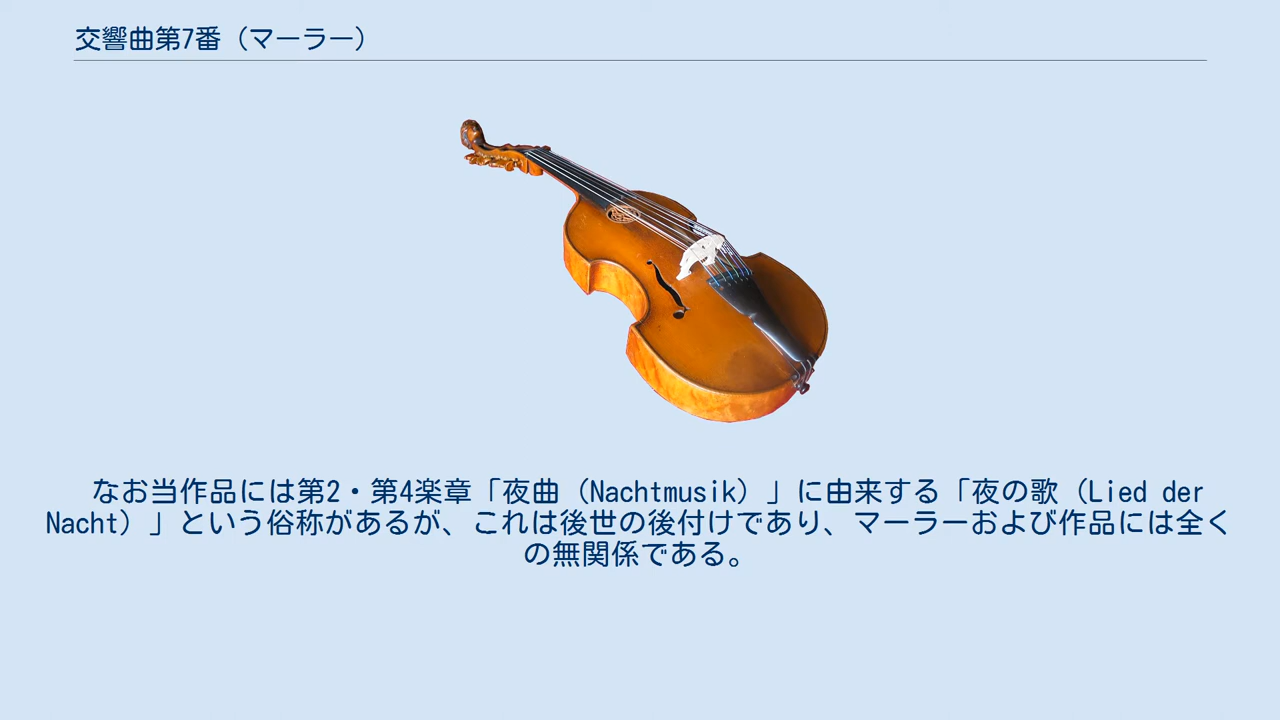 交響曲第7番（マーラー）
なお当作品には第2・第4楽章「夜曲（Nachtmusik）」に由来する「夜の歌（Lied der
Nacht）」という俗称があるが、これは後世の後付けであり、マーラーおよび作品には全く
の無関係である。